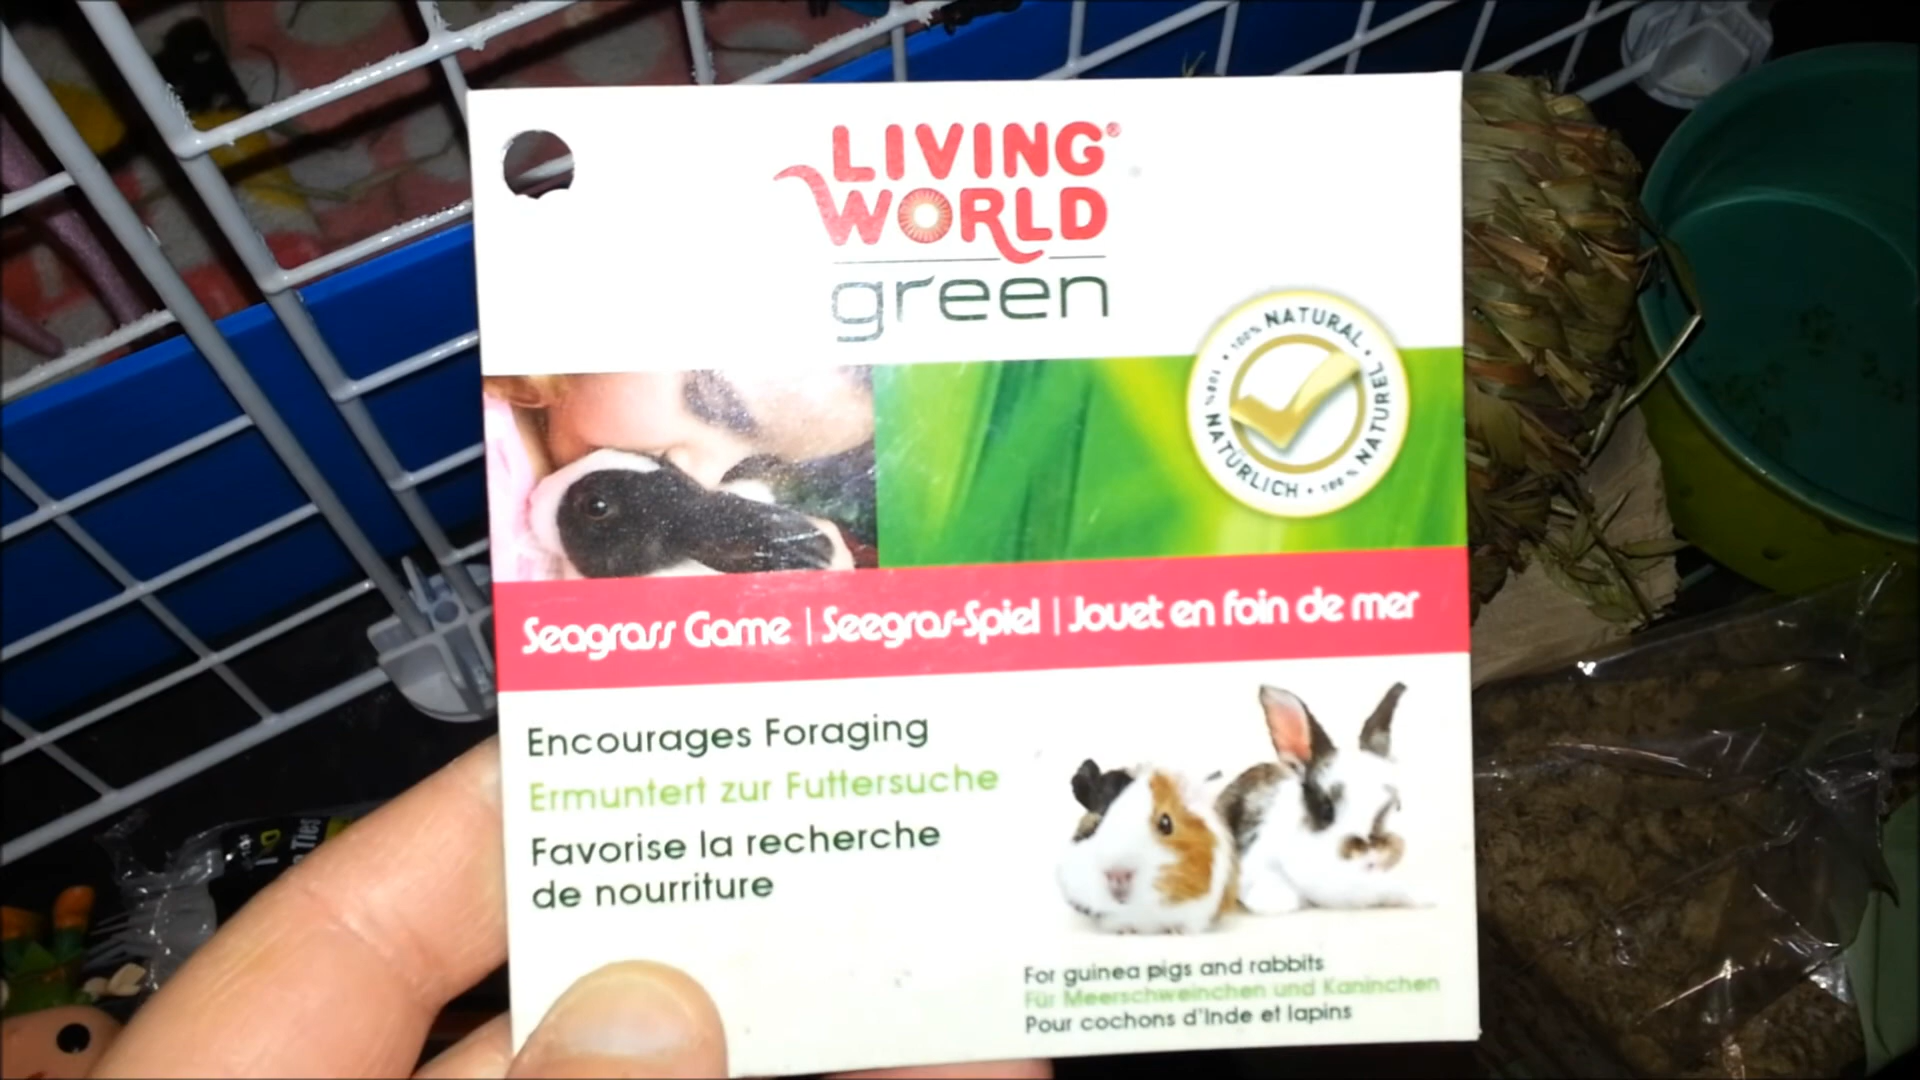 LIVING®
WORLD
green
100% NATURAL • 100% NATUREL • 100% NATÜRLICH •
Seagrass Game | Seegras-Spiel | Jouet en foin de mer
Encourages Foraging
Ermuntert zur Futtersuche
Favorise la recherche
de nourriture
For guinea pigs and rabbits
Für Meerschweinchen und Kaninchen
Pour cochons d'Inde et lapins
Ties